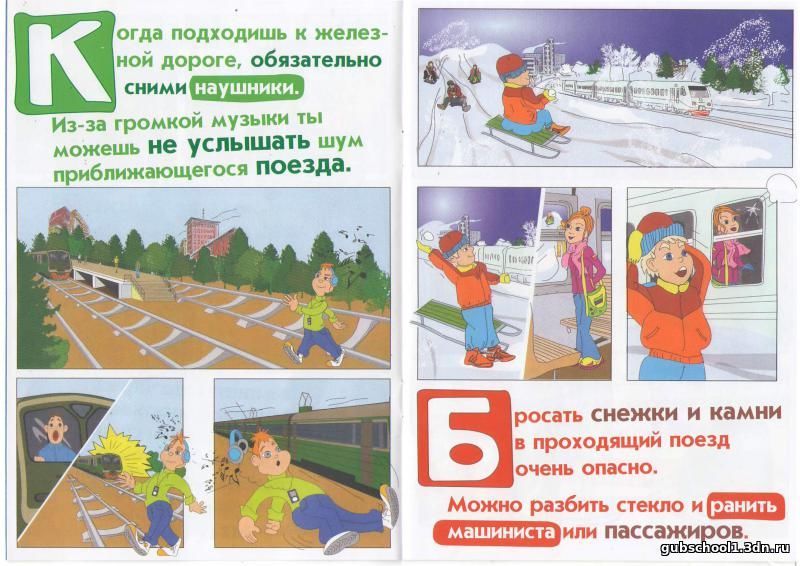 Когда подходишь к желез-
ной дороге, обязательно
сними наушники.
Из-за громкой музыки ты
можешь не услышать шум
приближающегося поезда.
Бросать снежки и камни
в проходящий поезд
очень опасно.
Можно разбить стекло и ранить
машиниста или пассажиров.
gubschool1.3dn.ru